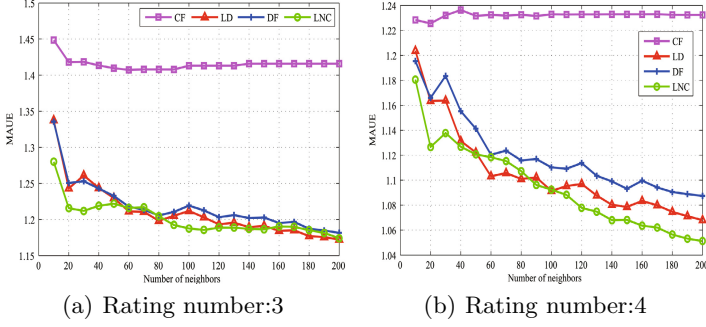 CF LD DF LNC
1.5
1.45
1.4
1.35
1.3
1.25
1.2
1.15
MAUE
0 20 40 60 80 100 120 140 160 180 200
Number of neighbors
(a) Rating number:3
1.24
1.22
1.2
1.18
1.16
1.14
1.12
1.1
1.08
1.06
1.04
MAUE
CF
LD
DF
LNC
0 20 40 60 80 100 120 140 160 180 200
Number of neighbors
(b) Rating number:4